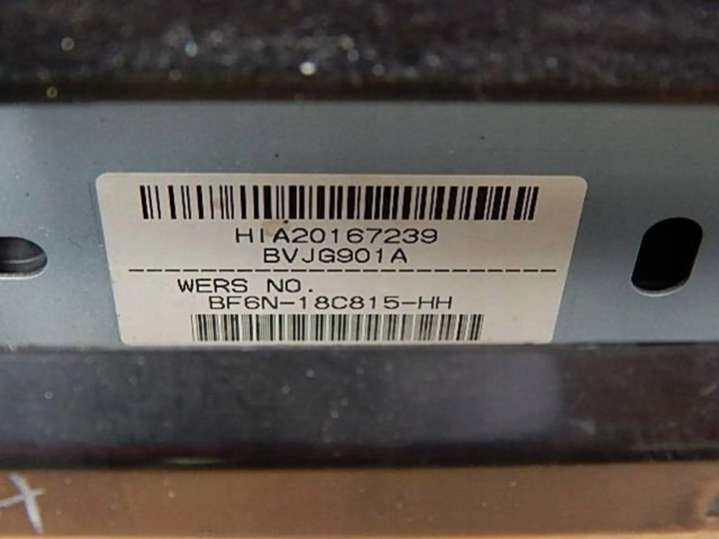 HIA20167239
BVJG901A
WERS NO.
BF6N-18C815-HH